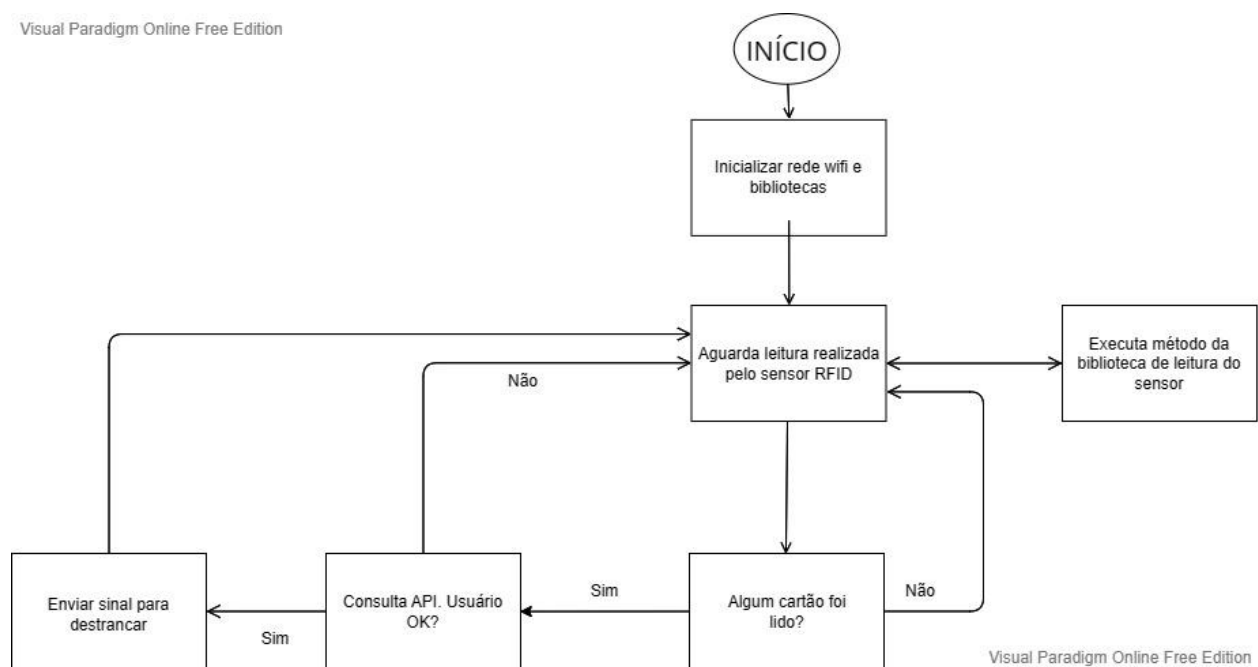 Visual Paradigm Online Free Edition
INÍCIO
Inicializar rede wifi e
bibliotecas
Aguarda leitura realizada
pelo sensor RFID
Executa método da
biblioteca de leitura do
sensor
Não
Enviar sinal para
destrancar
Sim
Consulta API. Usuário
OK?
Sim
Algum cartão foi
lido?
Não
Visual Paradigm Online Free Edition